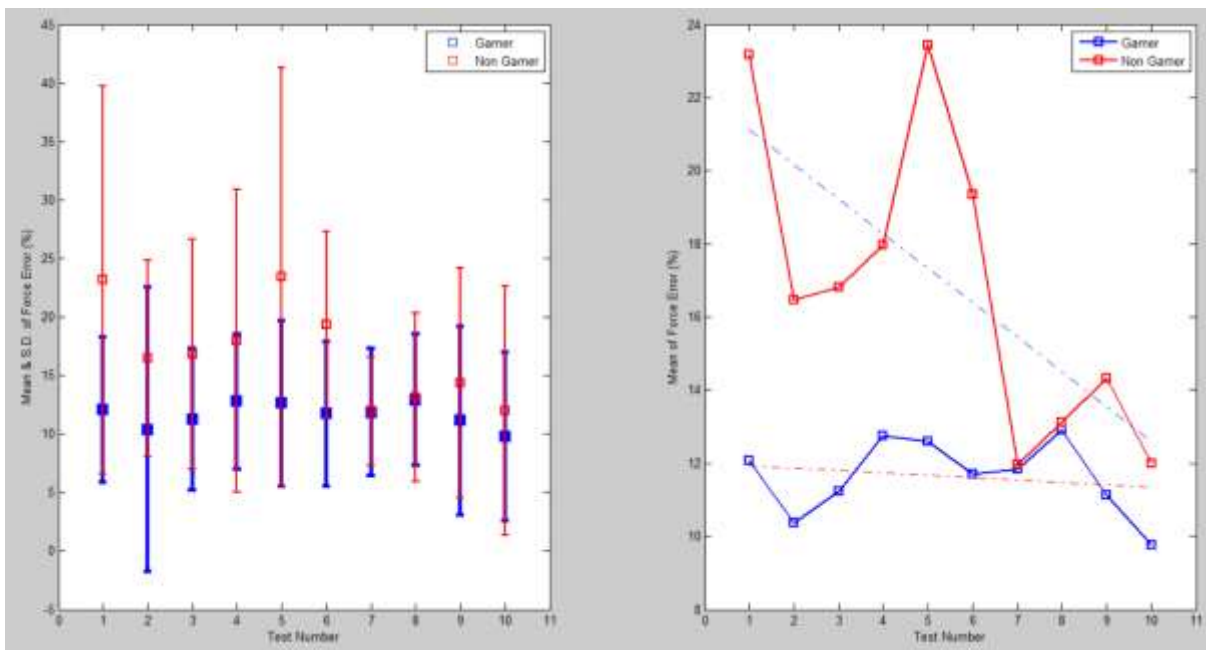 45
40
35
30
25
20
15
10
5
0
-5
Mean & S.D. of Force Error (%)
Gamer
Non Gamer
0 1 2 3 4 5 6 7 8 9 10 11
Test Number
24
22
20
18
16
14
12
10
8
Mean of Force Error (%)
Gamer
Non Gamer
0 1 2 3 4 5 6 7 8 9 10 11
Test Number